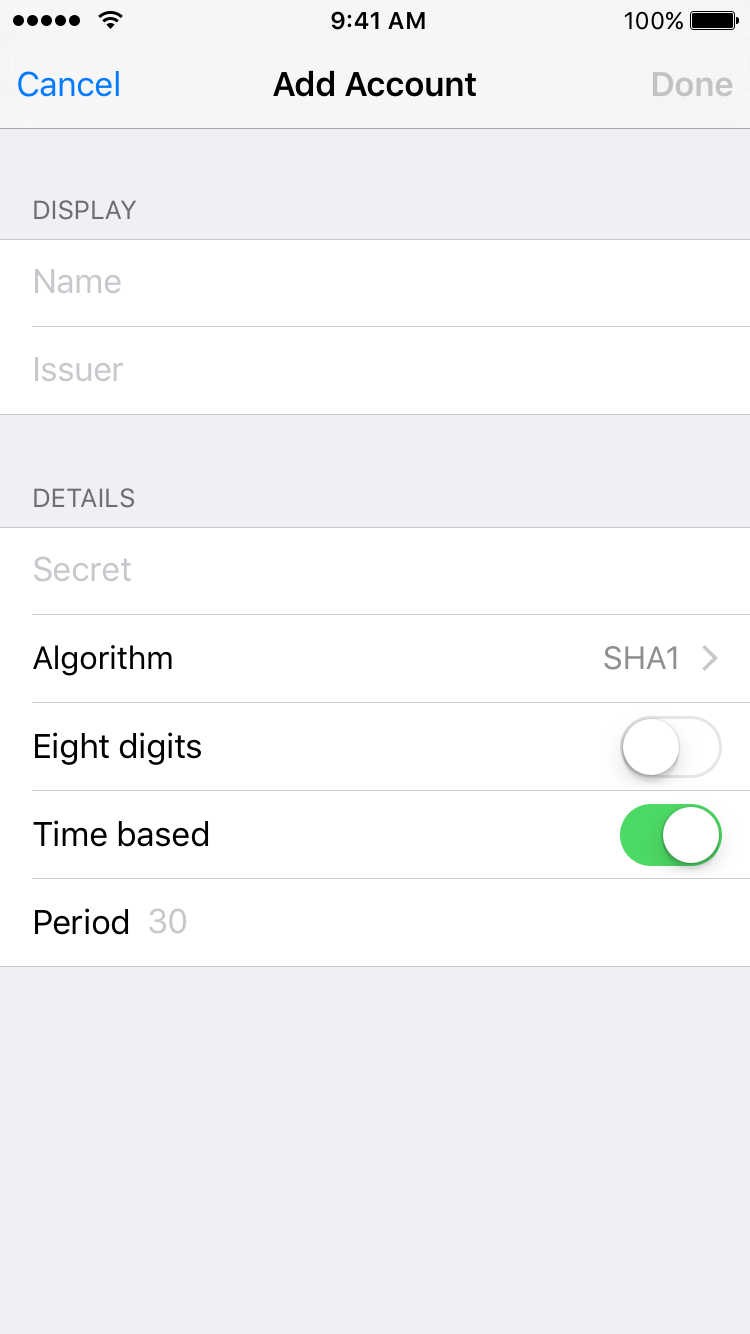 9:41 AM 100%
Cancel Add Account Done
DISPLAY
Name
Issuer
DETAILS
Secret
Algorithm SHA1
Eight digits
Time based
Period 30